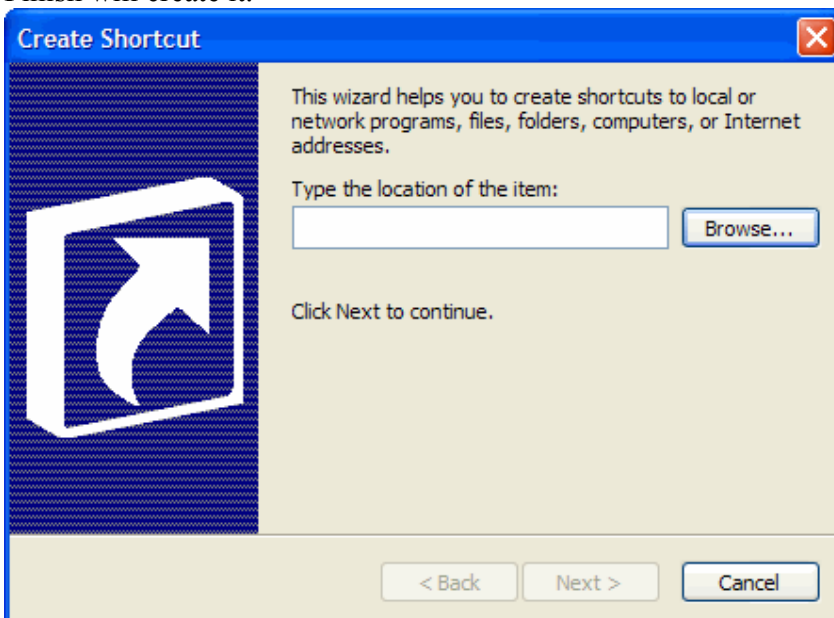 Create Shortcut
This wizard helps you to create shortcuts to local or
network programs, files, folders, computers, or Internet
addresses.
Type the location of the item:
Browse...
Click Next to continue.
< Back Next > Cancel